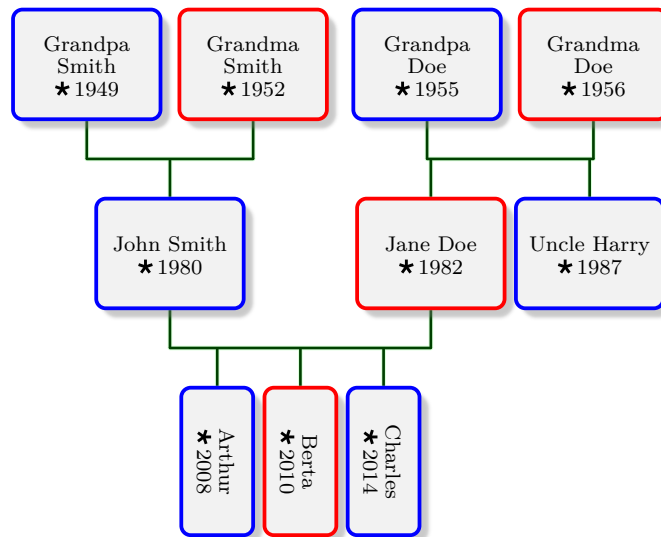 Grandpa
Smith
★1949
Grandma
Smith
★1952
Grandpa
Doe
★1955
Grandma
Doe
★1956
John Smith
★1980
Jane Doe
★1982
Uncle Harry
★1987
Arthur
★2008
Berta
★2010
Charles
★2014